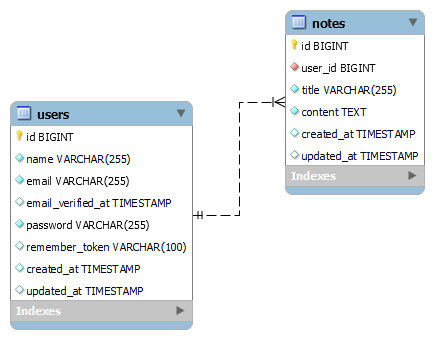 notes
id BIGINT
user_id BIGINT
title VARCHAR(255)
content TEXT
created_at TIMESTAMP
updated_at TIMESTAMP
Indexes
users
id BIGINT
name VARCHAR(255)
email VARCHAR(255)
email_verified_at TIMESTAMP
password VARCHAR(255)
remember_token VARCHAR(100)
created_at TIMESTAMP
updated_at TIMESTAMP
Indexes